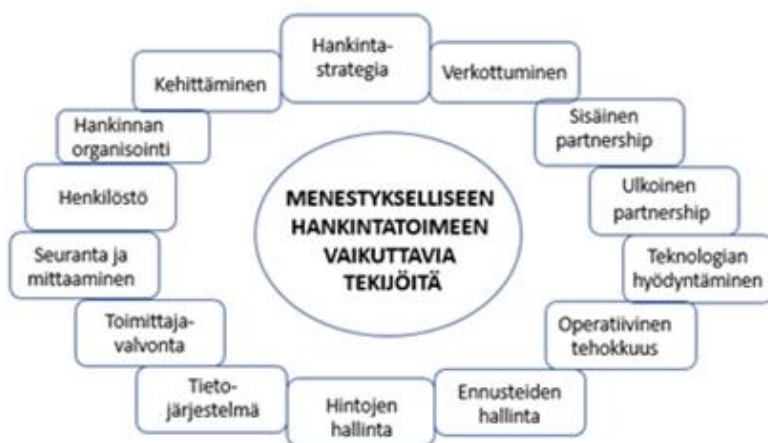 Hankinta-
strategia
Verkottuminen
Sisäinen
partnership
Ulkoinen
partnership
Teknologian
hyödyntäminen
Operatiivinen
tehokkuus
Ennusteiden
hallinta
Hintojen
hallinta
Tieto-
järjestelmä
Toimittaja-
valvonta
Seuranta ja
mittaaminen
Henkilöstö
Hankinnan
organisointi
Kehittäminen
MENESTYKSELLISEEN
HANKINTATOIMEEN
VAIKUTTAVIA
TEKIJÖITÄ